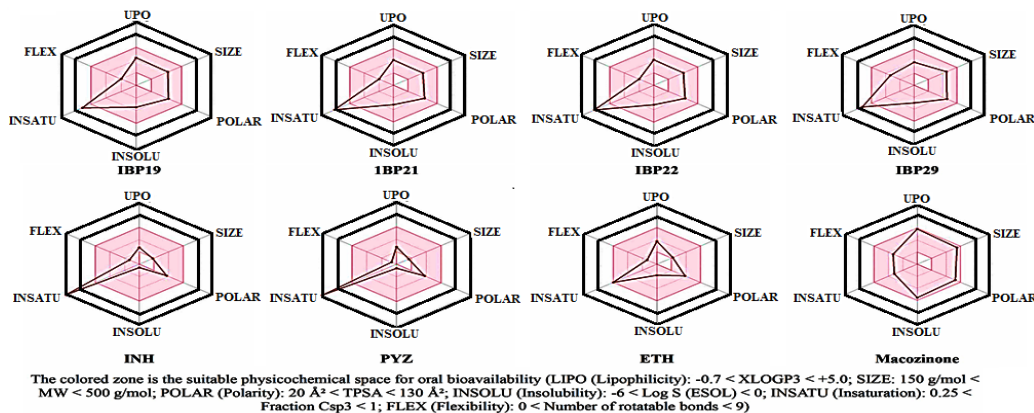 UPO UPO UPO UPO
FLEX SIZE FLEX SIZE FLEX SIZE FLEX SIZE
INSATU POLAR INSATU POLAR INSATU POLAR INSATU POLAR
INSOLU INSOLU INSOLU INSOLU
IBP19 1BP21 IBP22 IBP29
UPO UPO UPO UPO
FLEX SIZE FLEX SIZE FLEX SIZE FLEX SIZE
INSATU POLAR INSATU POLAR INSATU POLAR INSATU POLAR
INSOLU INSOLU INSOLU INSOLU
INH PYZ ETH Macozinone
The colored zone is the suitable physicochemical space for oral bioavailability (LIPO (Lipophilicity): -0.7 < XLOGP3 < +5.0; SIZE: 150 g/mol <
MW < 500 g/mol; POLAR (Polarity): 20 Å² < TPSA < 130 Å²; INSOLU (Insolubility): -6 < Log S (ESOL) < 0; INSATU (Insaturation): 0.25 <
Fraction Csp3 < 1; FLEX (Flexibility): 0 < Number of rotatable bonds < 9)